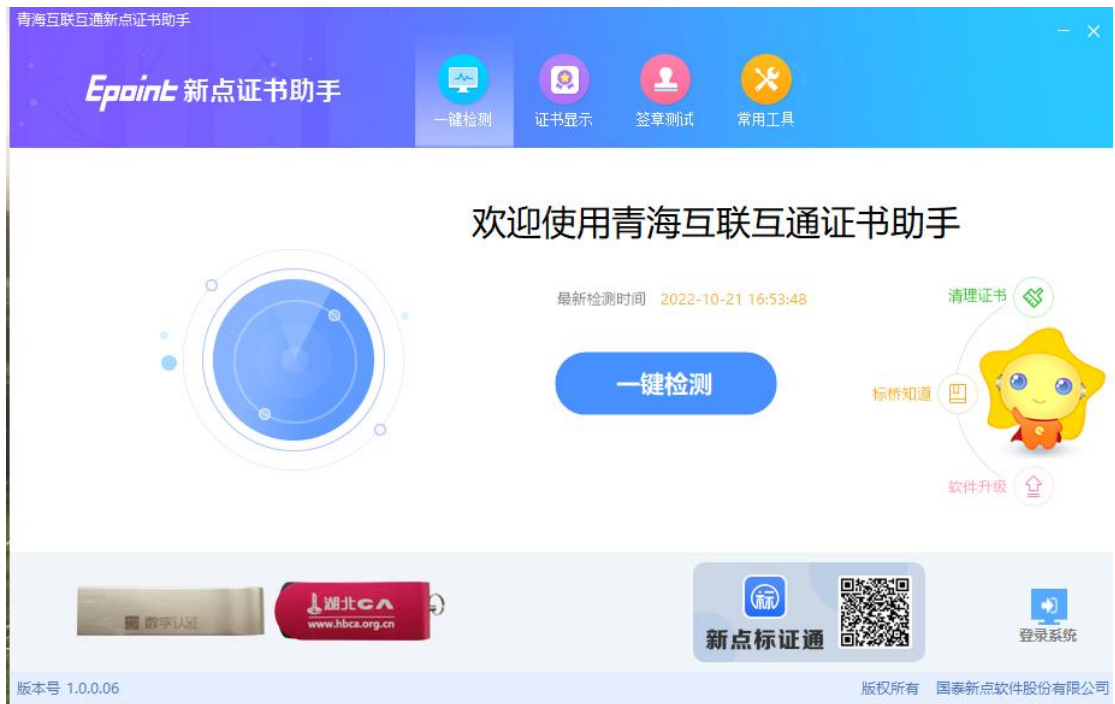 青海互联互通新点证书助手
Epoint 新点证书助手
一键检测
证书显示
签章测试
常用工具
欢迎使用青海互联互通证书助手
最新检测时间 2022-10-21 16:53:48
清理证书
一键检测
标桥知道
软件升级
数字认证
湖北CA
www.hbca.org.cn
标
新点标证通
登录系统
版本号 1.0.0.06
版权所有 国泰新点软件股份有限公司